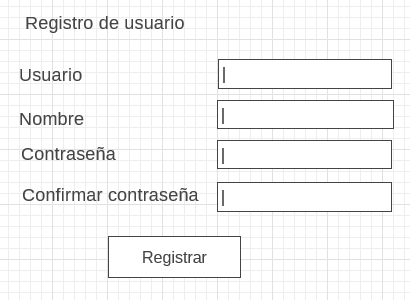 Registro de usuario
Usuario
Nombre
Contraseña
Confirmar contraseña
Registrar